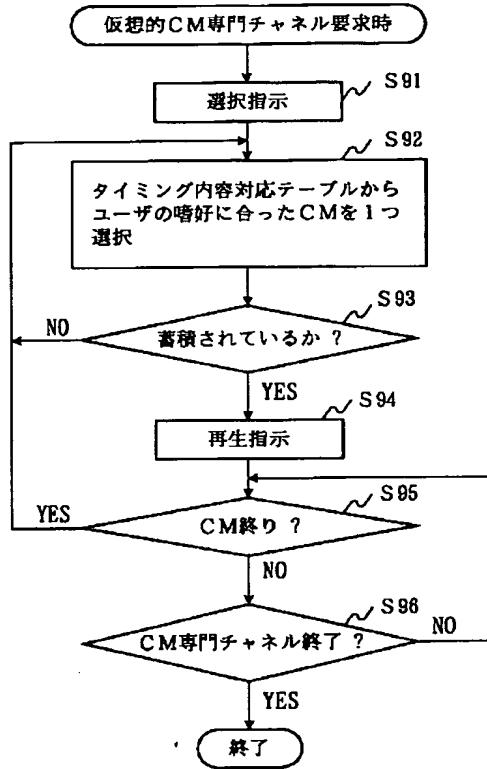 仮想的CM専門チャネル要求時
S91
選択指示
S92
タイミング内容対応テーブルから
ユーザの嗜好に合ったCMを1つ
選択
S93
蓄積されているか？
NO
YES
S94
再生指示
S95
CM終り？
YES
NO
S96
CM専門チャネル終了？
NO
YES
終了